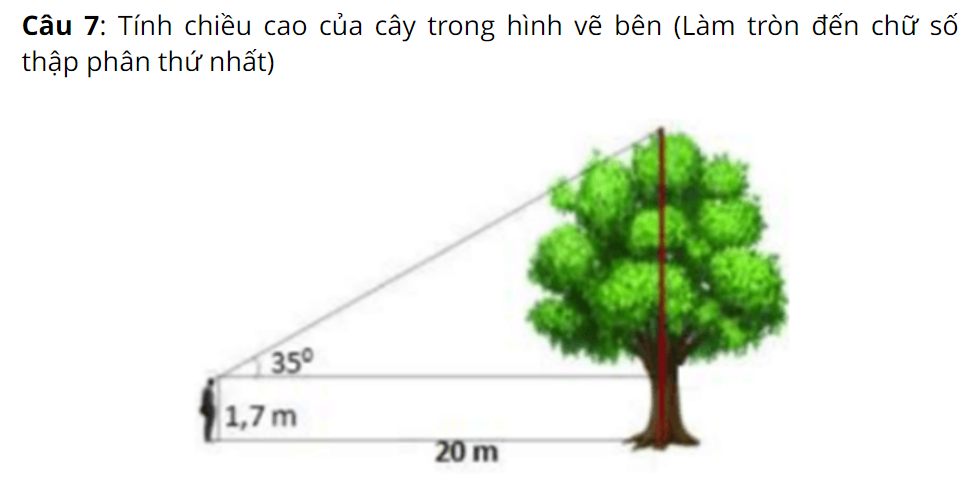 Câu 7: Tính chiều cao của cây trong hình vẽ bên (Làm tròn đến chữ số
thập phân thứ nhất)
35⁰
1,7 m
20 m